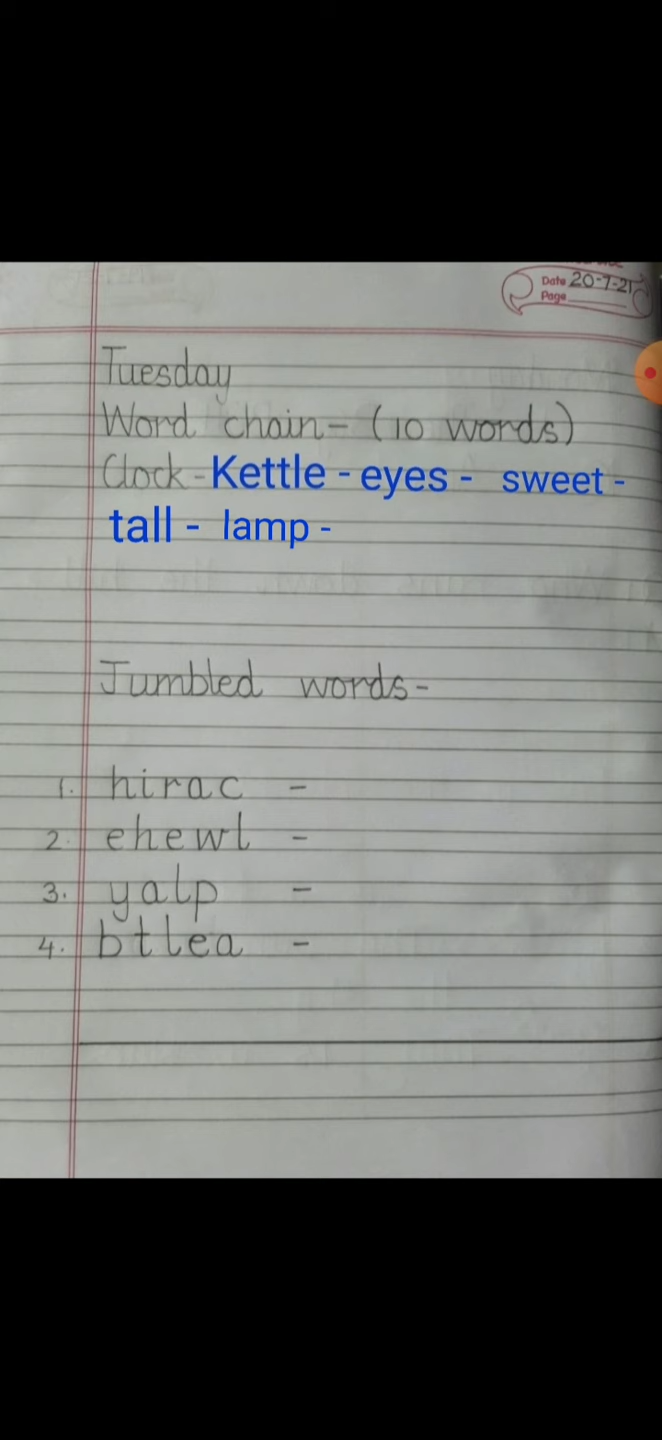 Date 20-7-21
Page
Tuesday
Word chain- (10 words)
Clock - Kettle - eyes - sweet -
tall - lamp -
Jumbled words-
1. hirac -
2. ehewl -
3. yalp -
4. btlea -